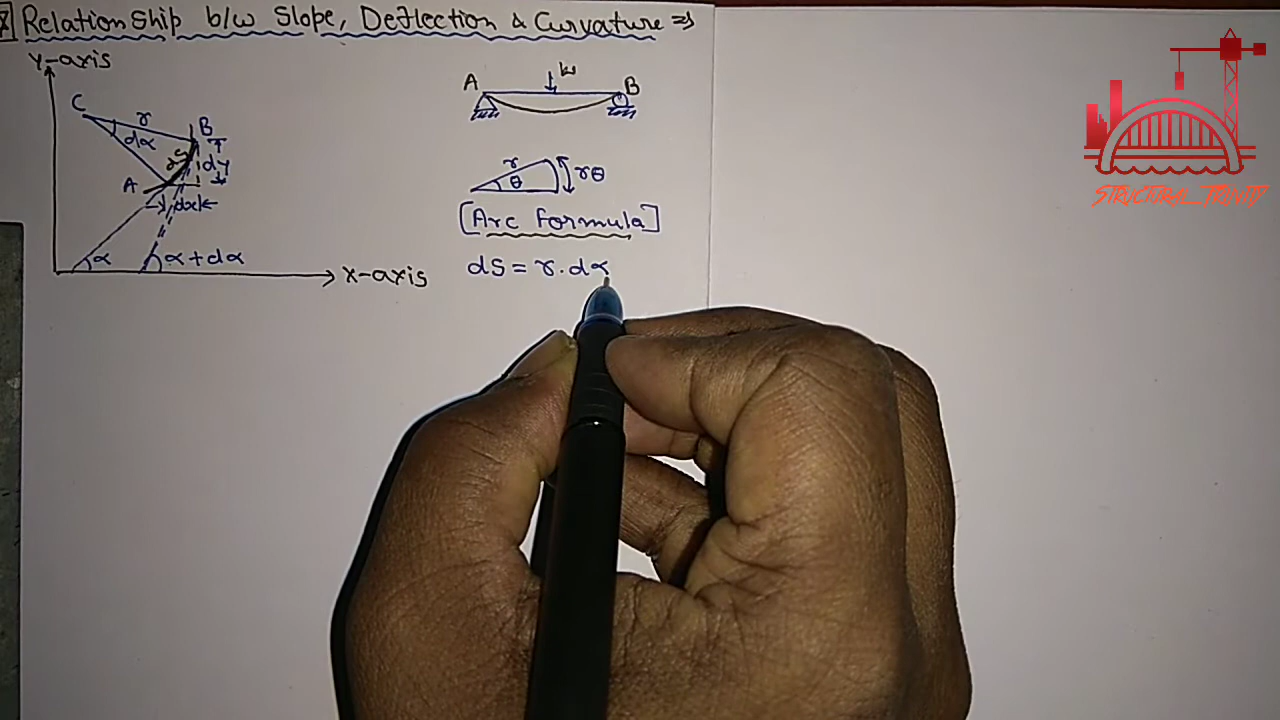 Relationship b/w Slope, Deflection & Curvature ⇒
Y-axis
C
r
dα
B
ds
dy
A
dx
α
α+dα
X-axis
A
W
B
r
θ
rθ
[Arc formula]
dS = r.dα
STRUCTURAL_TRINITY